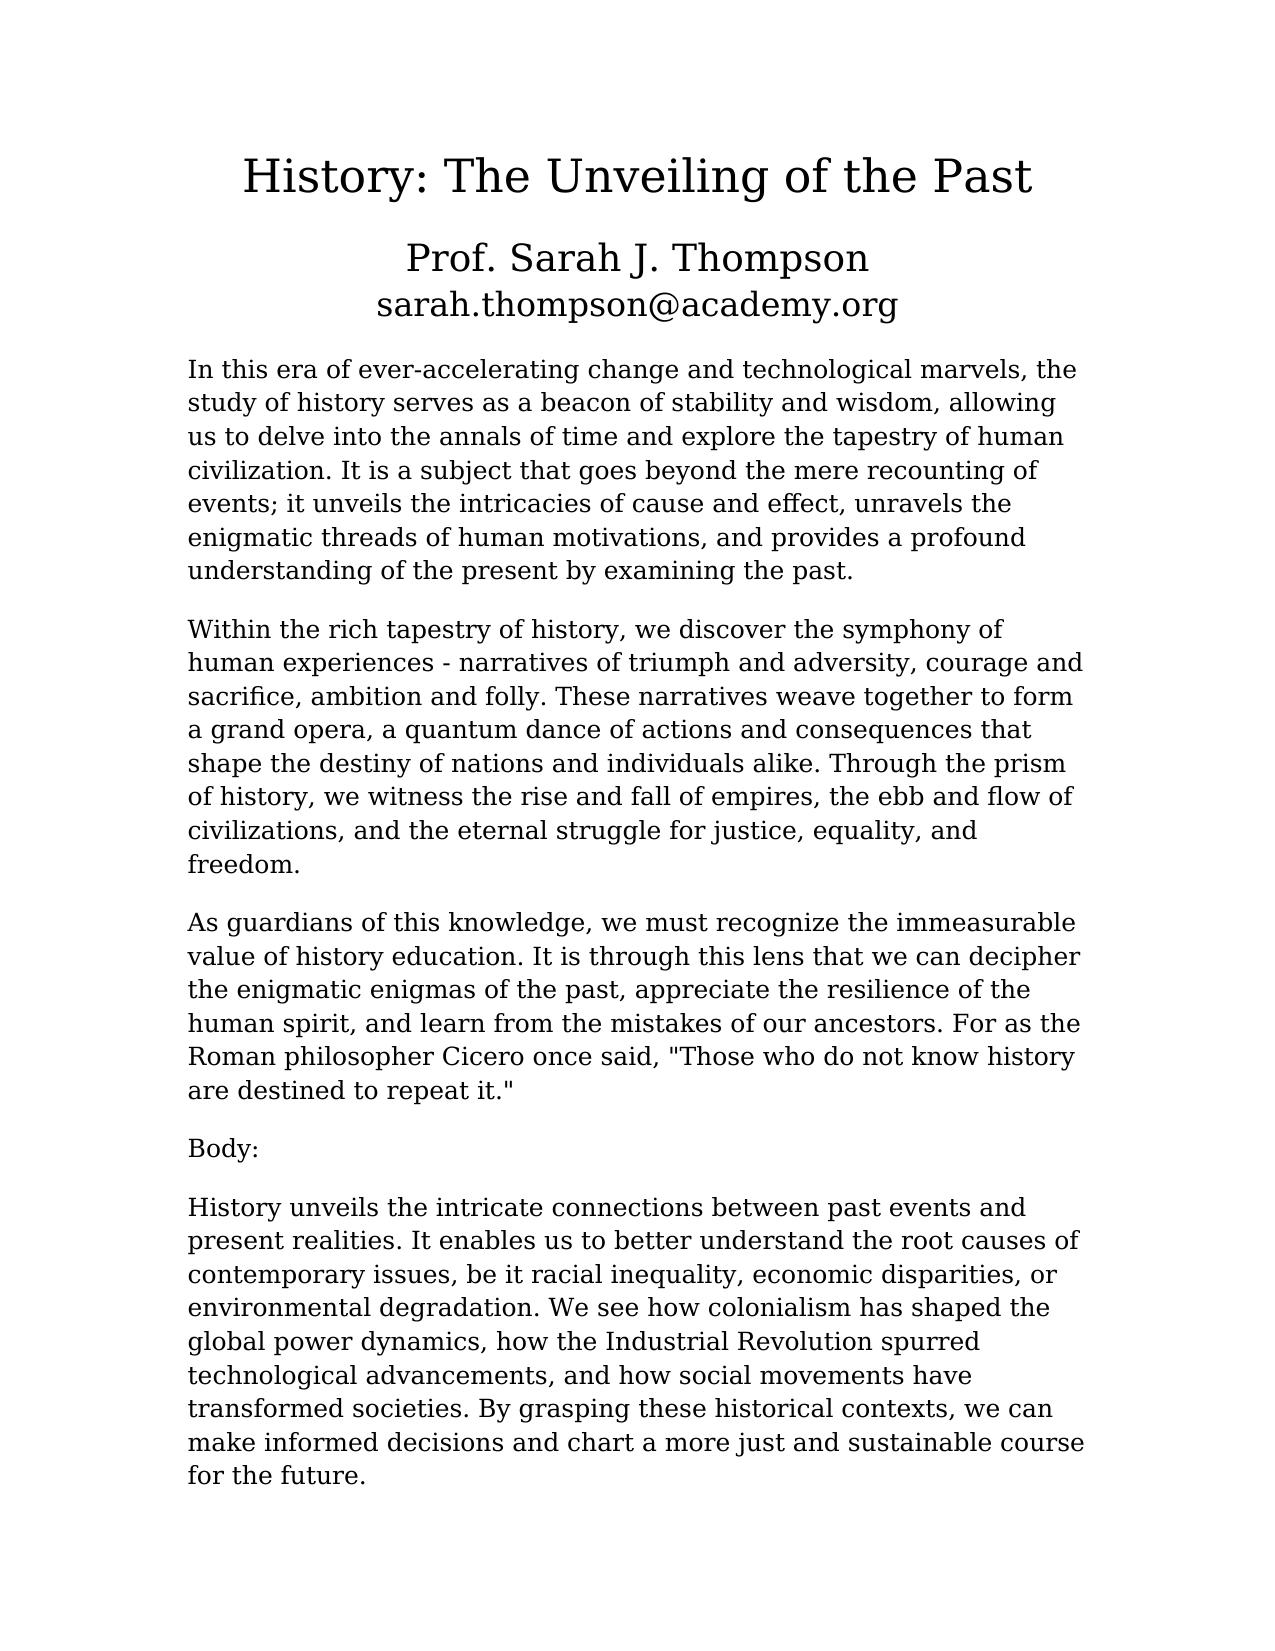 History: The Unveiling of the Past
Prof. Sarah J. Thompson
sarah.thompson@academy.org
In this era of ever-accelerating change and technological marvels, the
study of history serves as a beacon of stability and wisdom, allowing
us to delve into the annals of time and explore the tapestry of human
civilization. It is a subject that goes beyond the mere recounting of
events; it unveils the intricacies of cause and effect, unravels the
enigmatic threads of human motivations, and provides a profound
understanding of the present by examining the past.
Within the rich tapestry of history, we discover the symphony of
human experiences - narratives of triumph and adversity, courage and
sacrifice, ambition and folly. These narratives weave together to form
a grand opera, a quantum dance of actions and consequences that
shape the destiny of nations and individuals alike. Through the prism
of history, we witness the rise and fall of empires, the ebb and flow of
civilizations, and the eternal struggle for justice, equality, and
freedom.
As guardians of this knowledge, we must recognize the immeasurable
value of history education. It is through this lens that we can decipher
the enigmatic enigmas of the past, appreciate the resilience of the
human spirit, and learn from the mistakes of our ancestors. For as the
Roman philosopher Cicero once said, "Those who do not know history
are destined to repeat it."
Body:
History unveils the intricate connections between past events and
present realities. It enables us to better understand the root causes of
contemporary issues, be it racial inequality, economic disparities, or
environmental degradation. We see how colonialism has shaped the
global power dynamics, how the Industrial Revolution spurred
technological advancements, and how social movements have
transformed societies. By grasping these historical contexts, we can
make informed decisions and chart a more just and sustainable course
for the future.